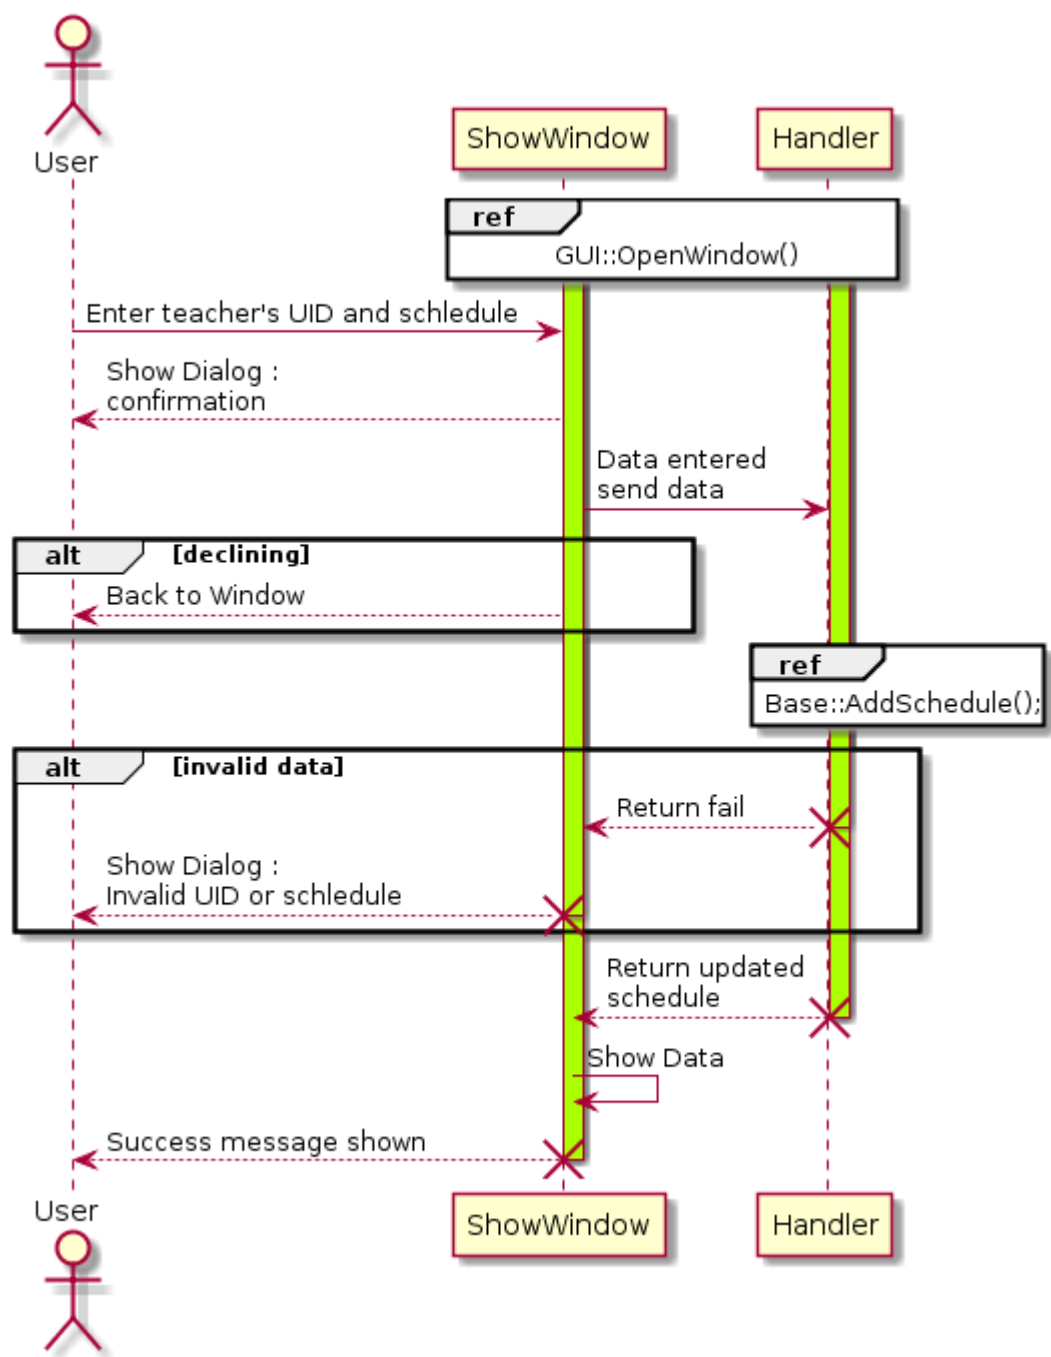 User
ShowWindow
Handler
ref
GUI::OpenWindow()
Enter teacher's UID and schledule
Show Dialog :
confirmation
Data entered
send data
alt [declining]
Back to Window
ref
Base::AddSchedule();
alt [invalid data]
Return fail
Show Dialog :
Invalid UID or schledule
Return updated
schedule
Show Data
Success message shown
User
ShowWindow
Handler